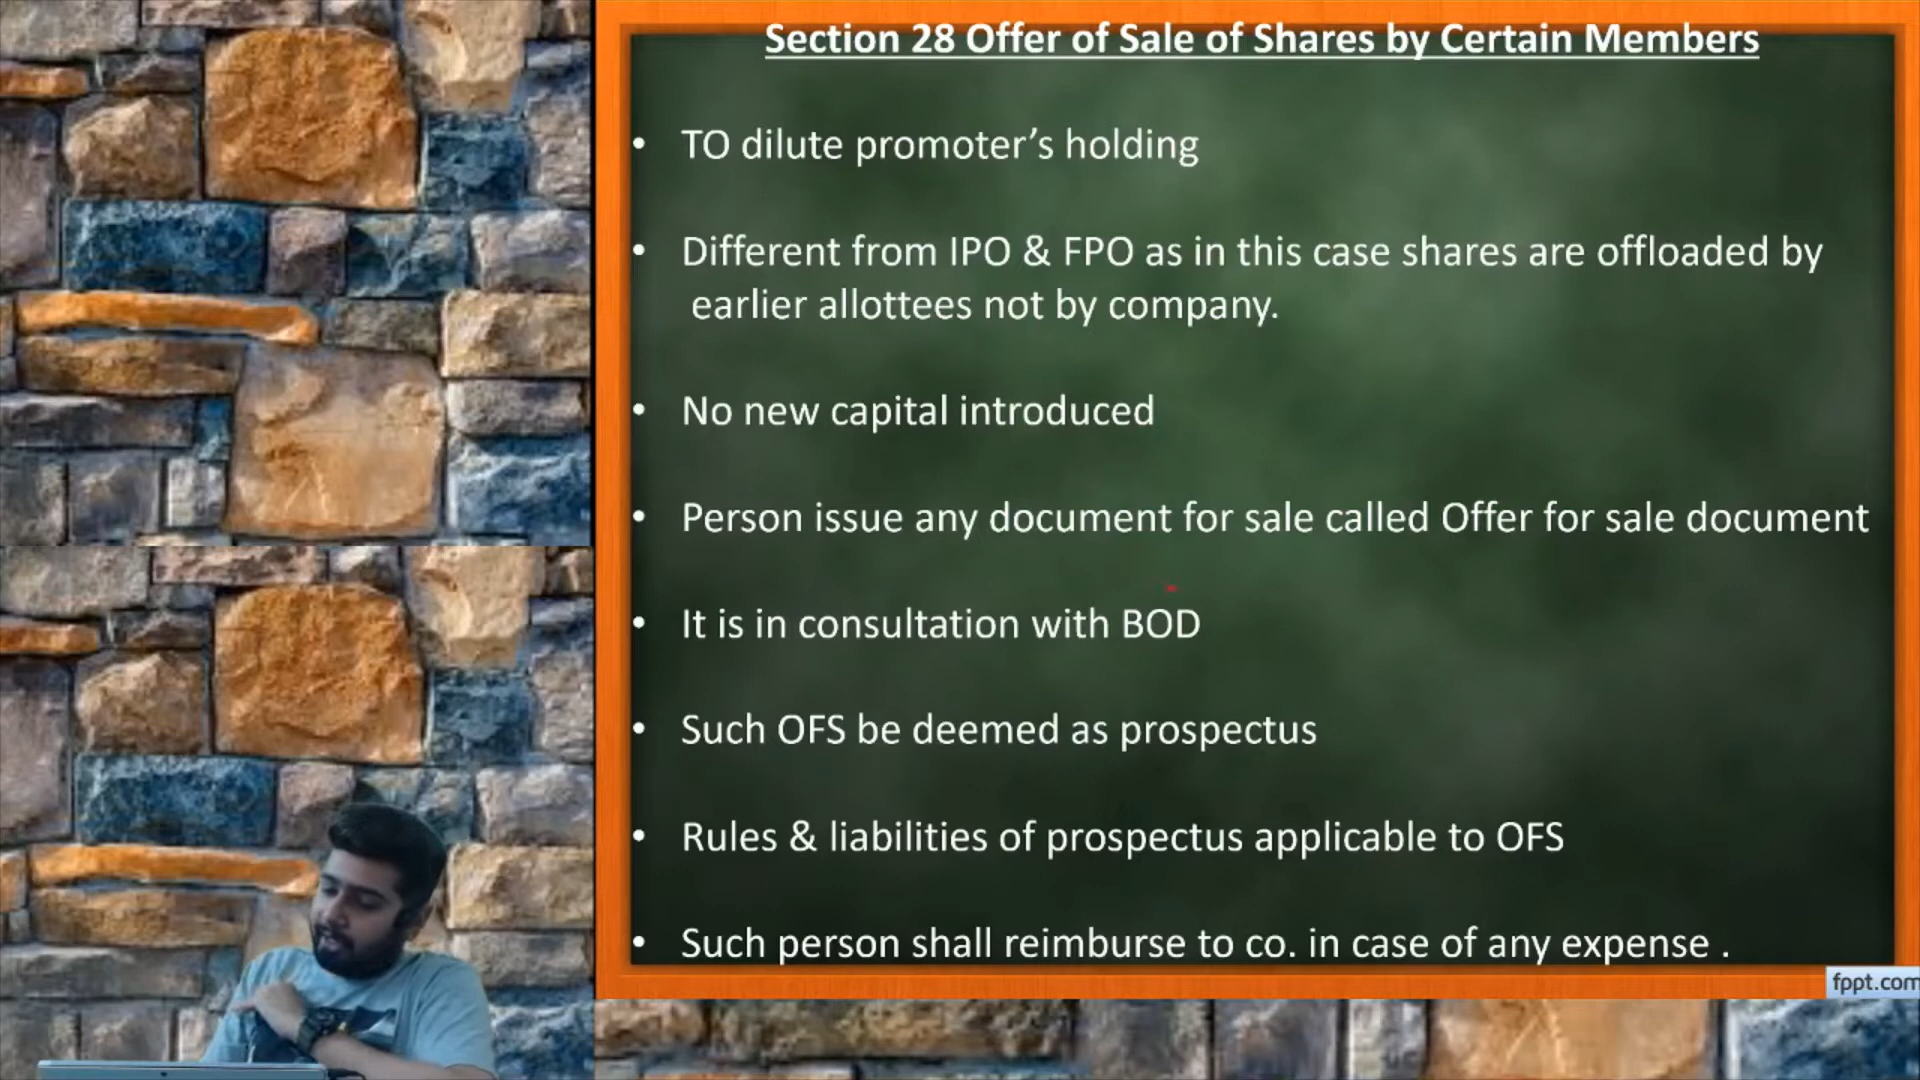 Section 28 Offer of Sale of Shares by Certain Members
• TO dilute promoter’s holding
• Different from IPO & FPO as in this case shares are offloaded by
earlier allottees not by company.
• No new capital introduced
• Person issue any document for sale called Offer for sale document
• It is in consultation with BOD
• Such OFS be deemed as prospectus
• Rules & liabilities of prospectus applicable to OFS
• Such person shall reimburse to co. in case of any expense .
fppt.com